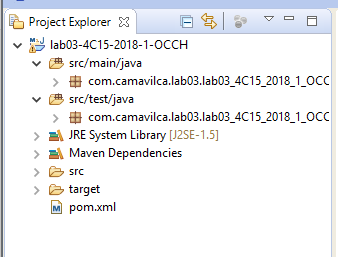 Project Explorer
lab03-4C15-2018-1-OCCH
src/main/java
com.camavilca.lab03.lab03_4C15_2018_1_OCC
src/test/java
com.camavilca.lab03.lab03_4C15_2018_1_OCC
JRE System Library [J2SE-1.5]
Maven Dependencies
src
target
pom.xml